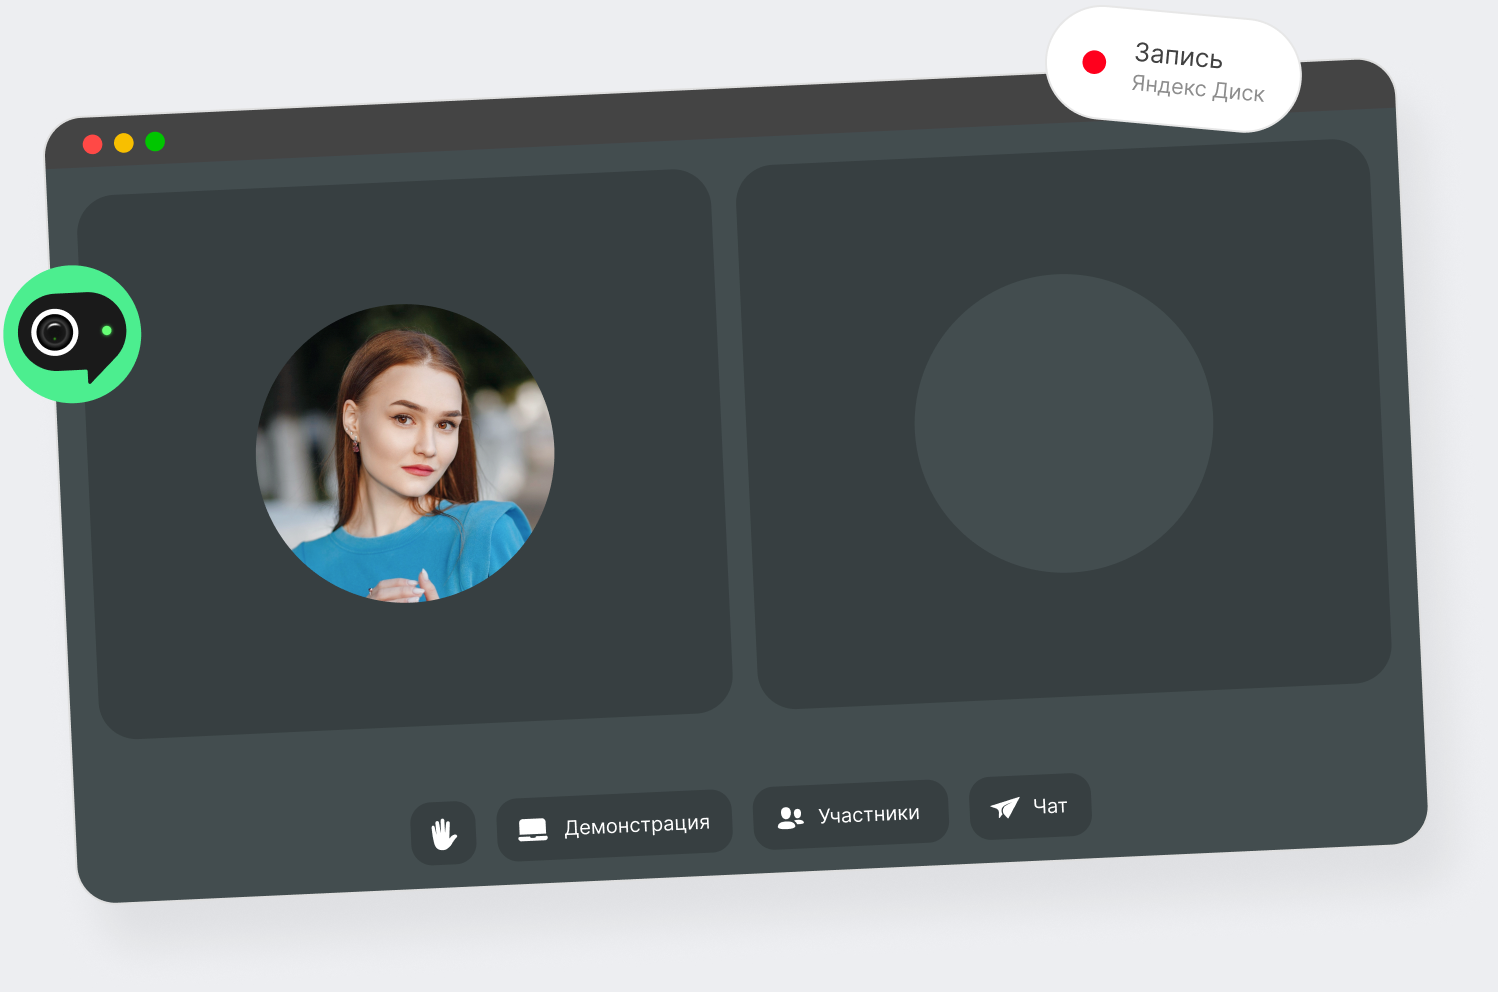 Запись
Яндекс Диск
Демонстрация
Участники
Чат